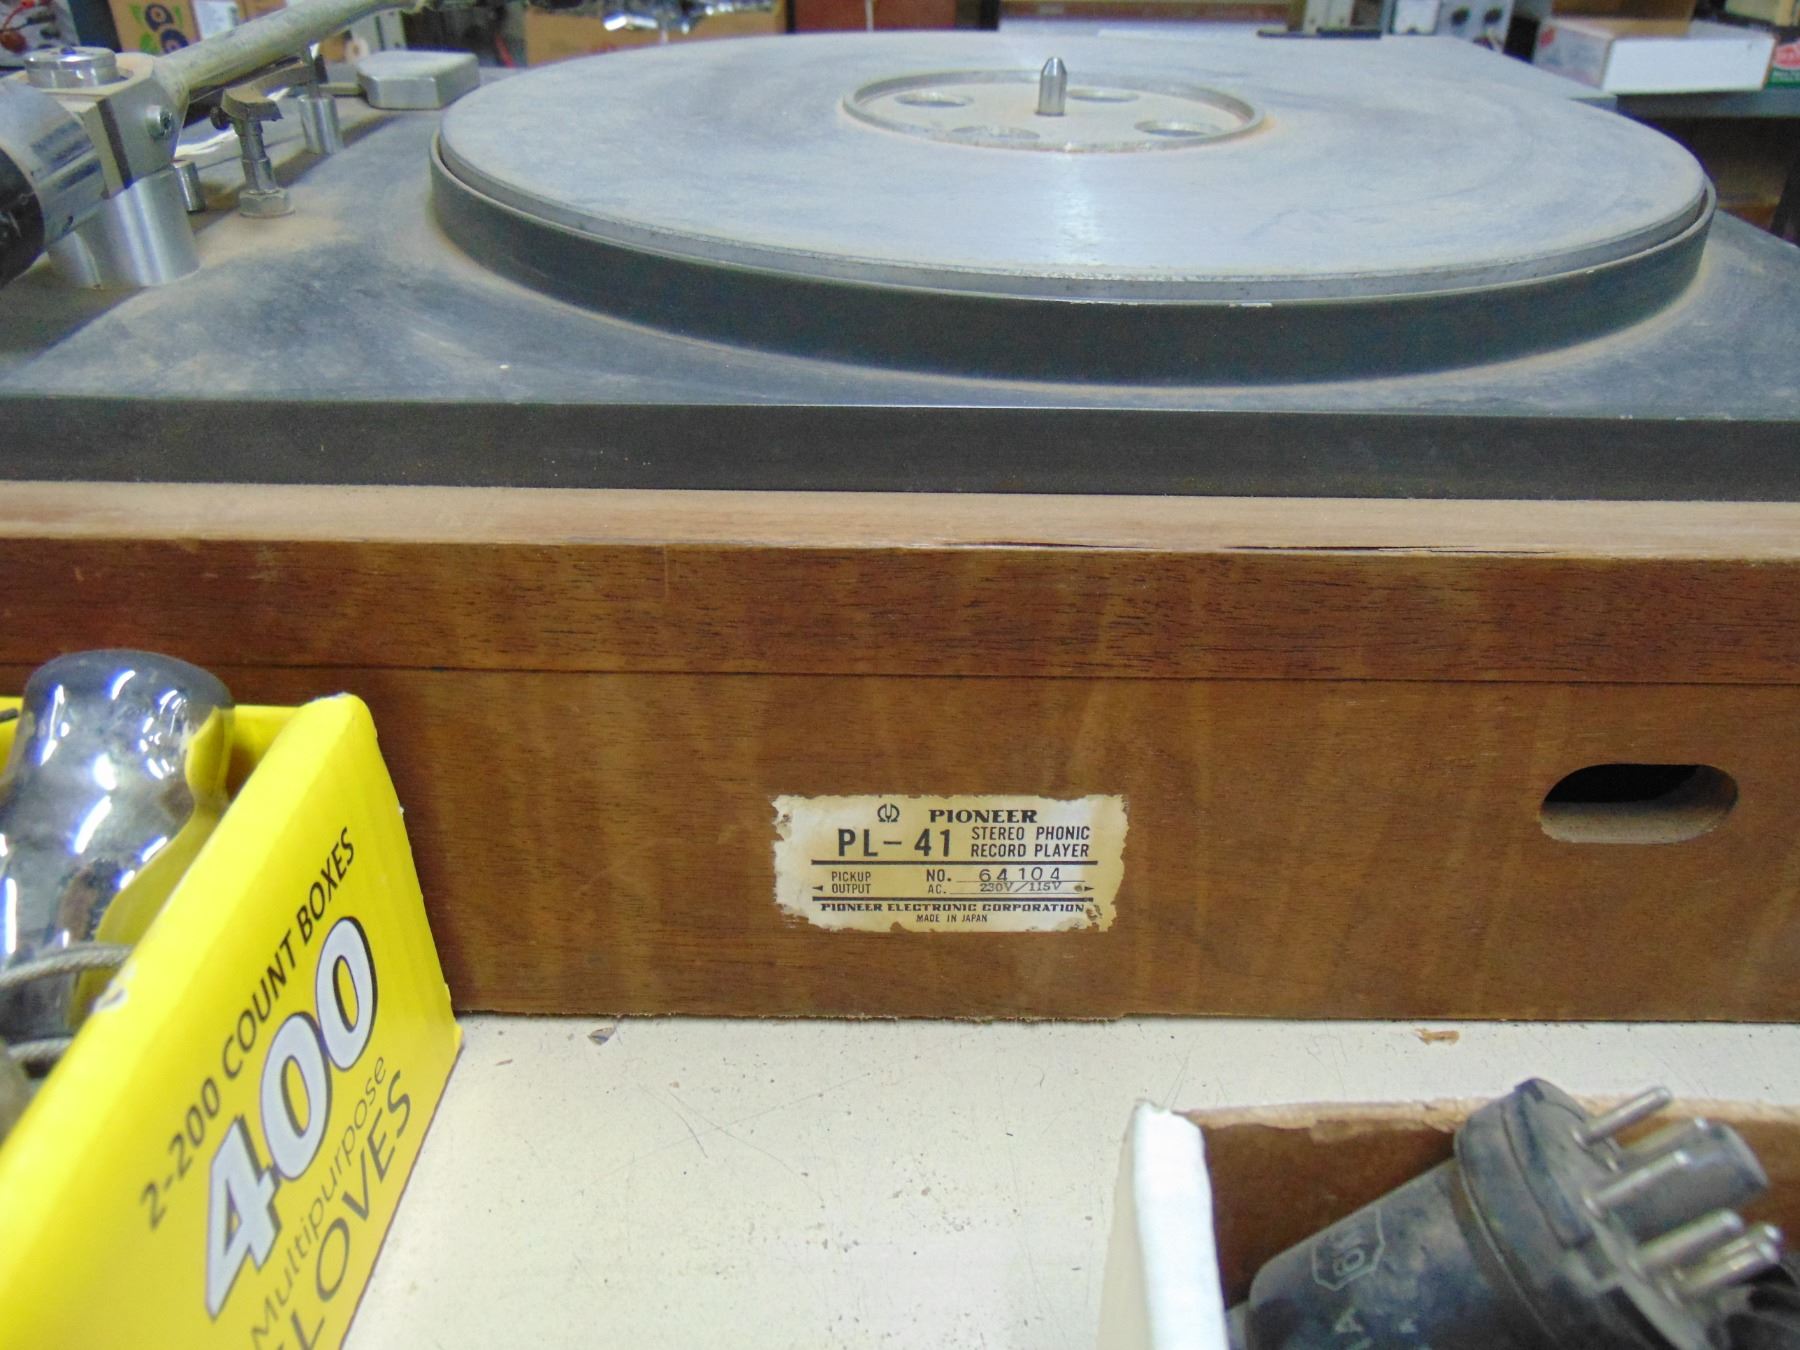 PIONEER
PL-41 STEREO PHONIC
RECORD PLAYER
PICKUP
OUTPUT
NO. 64104
AC. 230V/115V
PIONEER ELECTRONIC CORPORATION
MADE IN JAPAN
2-200 COUNT BOXES
400
Multipurpose